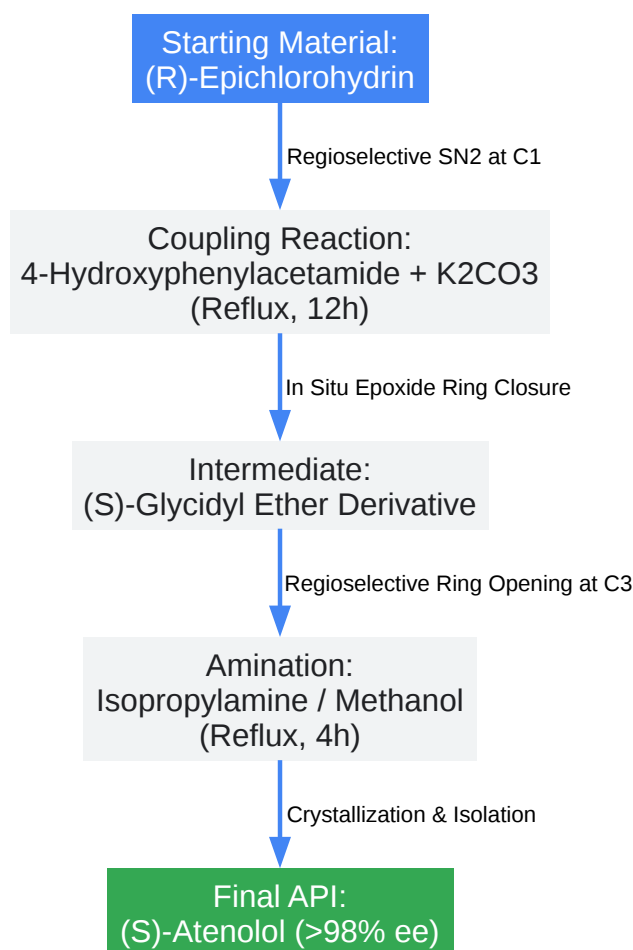 Starting Material:
(R)-Epichlorohydrin
Regioselective SN2 at C1
Coupling Reaction:
4-Hydroxyphenylacetamide + K2CO3
(Reflux, 12h)
In Situ Epoxide Ring Closure
Intermediate:
(S)-Glycidyl Ether Derivative
Regioselective Ring Opening at C3
Amination:
Isopropylamine / Methanol
(Reflux, 4h)
Crystallization & Isolation
Final API:
(S)-Atenolol (>98% ee)